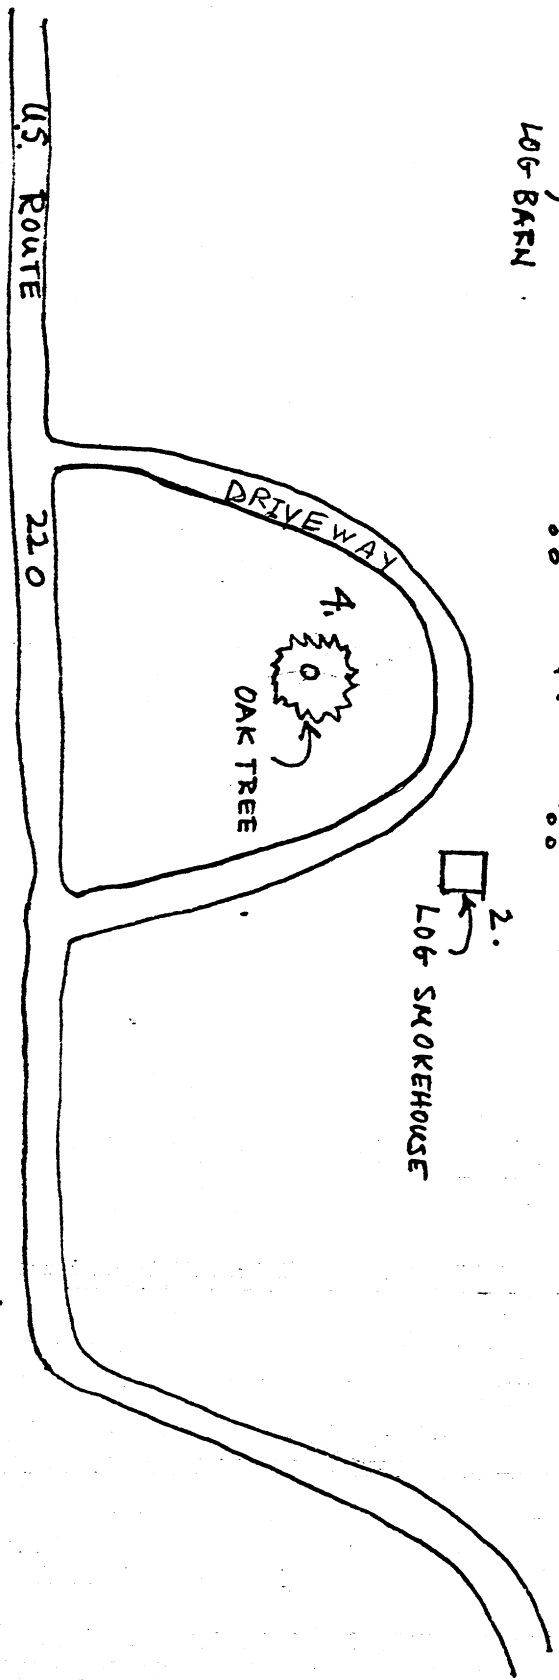 LOG BARN
2.
LOG SMOKEHOUSE
DRIVEWAY
4.
OAK TREE
U.S. ROUTE 220